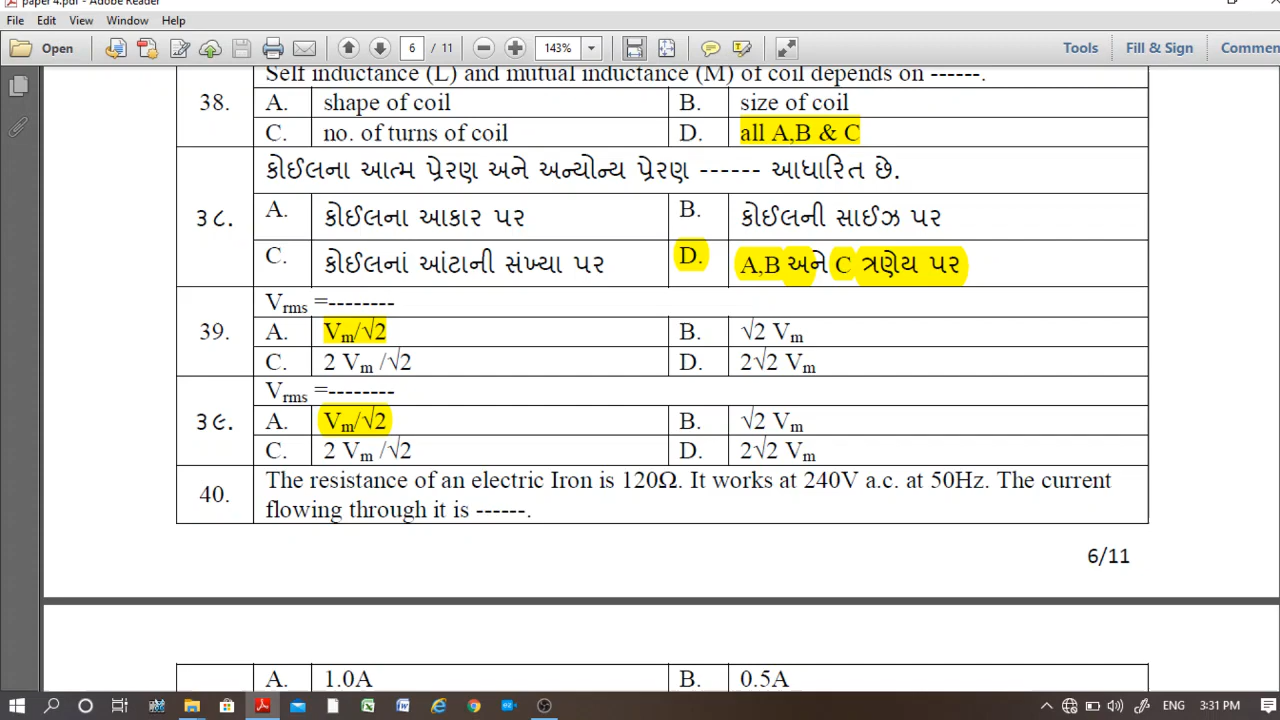 paper 4.pdf - Adobe Reader
File Edit View Window Help
Open 6 / 11 143% Tools Fill & Sign Commen
Self inductance (L) and mutual inductance (M) of coil depends on ------.
38. A. shape of coil B. size of coil
C. no. of turns of coil D. all A,B & C
કોઈલના આત્મ પ્રેરણ અને અન્યોન્ય પ્રેરણ ------ આધારિત છે.
૩૮. A. કોઈલના આકાર પર B. કોઈલની સાઈઝ પર
C. કોઈલનાં આંટાની સંખ્યા પર D. A,B અને C ત્રણેય પર
Vrms =--------
39. A. Vm/√2 B. √2 Vm
C. 2 Vm /√2 D. 2√2 Vm
Vrms =--------
૩૯. A. Vm/√2 B. √2 Vm
C. 2 Vm /√2 D. 2√2 Vm
40. The resistance of an electric Iron is 120Ω. It works at 240V a.c. at 50Hz. The current
flowing through it is ------.
6/11
A. 1.0A B. 0.5A
ENG 3:31 PM